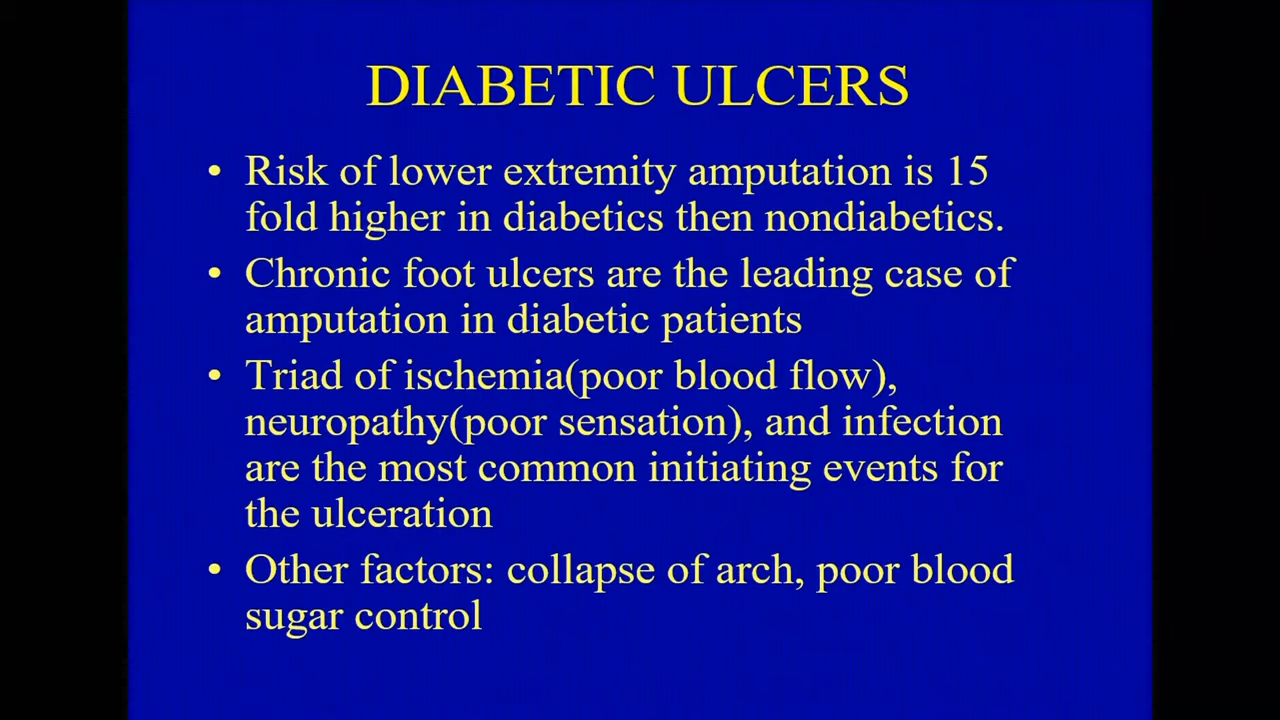 DIABETIC ULCERS
• Risk of lower extremity amputation is 15
fold higher in diabetics then nondiabetics.
• Chronic foot ulcers are the leading case of
amputation in diabetic patients
• Triad of ischemia(poor blood flow),
neuropathy(poor sensation), and infection
are the most common initiating events for
the ulceration
• Other factors: collapse of arch, poor blood
sugar control